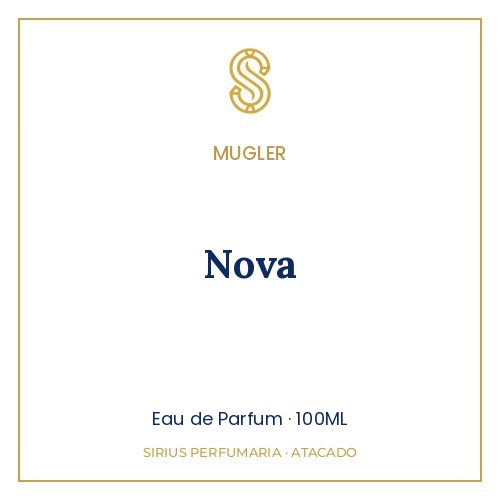 MUGLER
Nova
Eau de Parfum · 100ML
SIRIUS PERFUMARIA · ATACADO